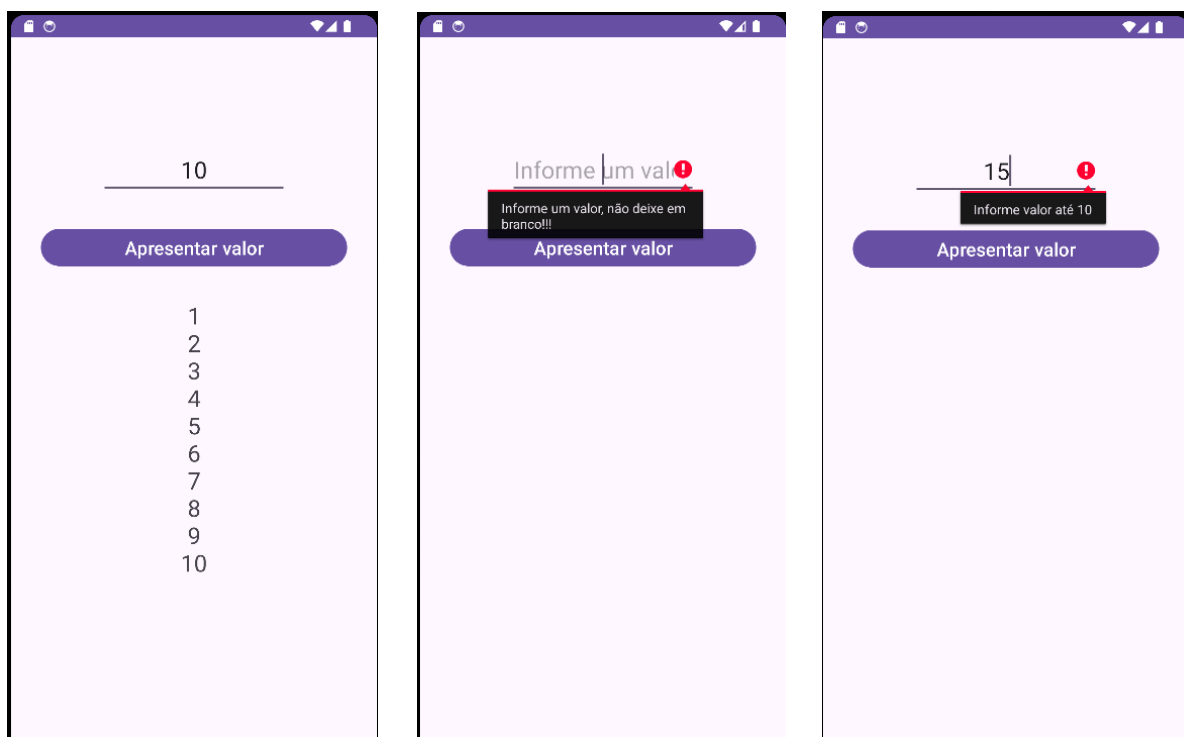 10
Apresentar valor
1
2
3
4
5
6
7
8
9
10
Informe um valor
Informe um valor, não deixe em
branco!!!
Apresentar valor
15
Informe valor até 10
Apresentar valor